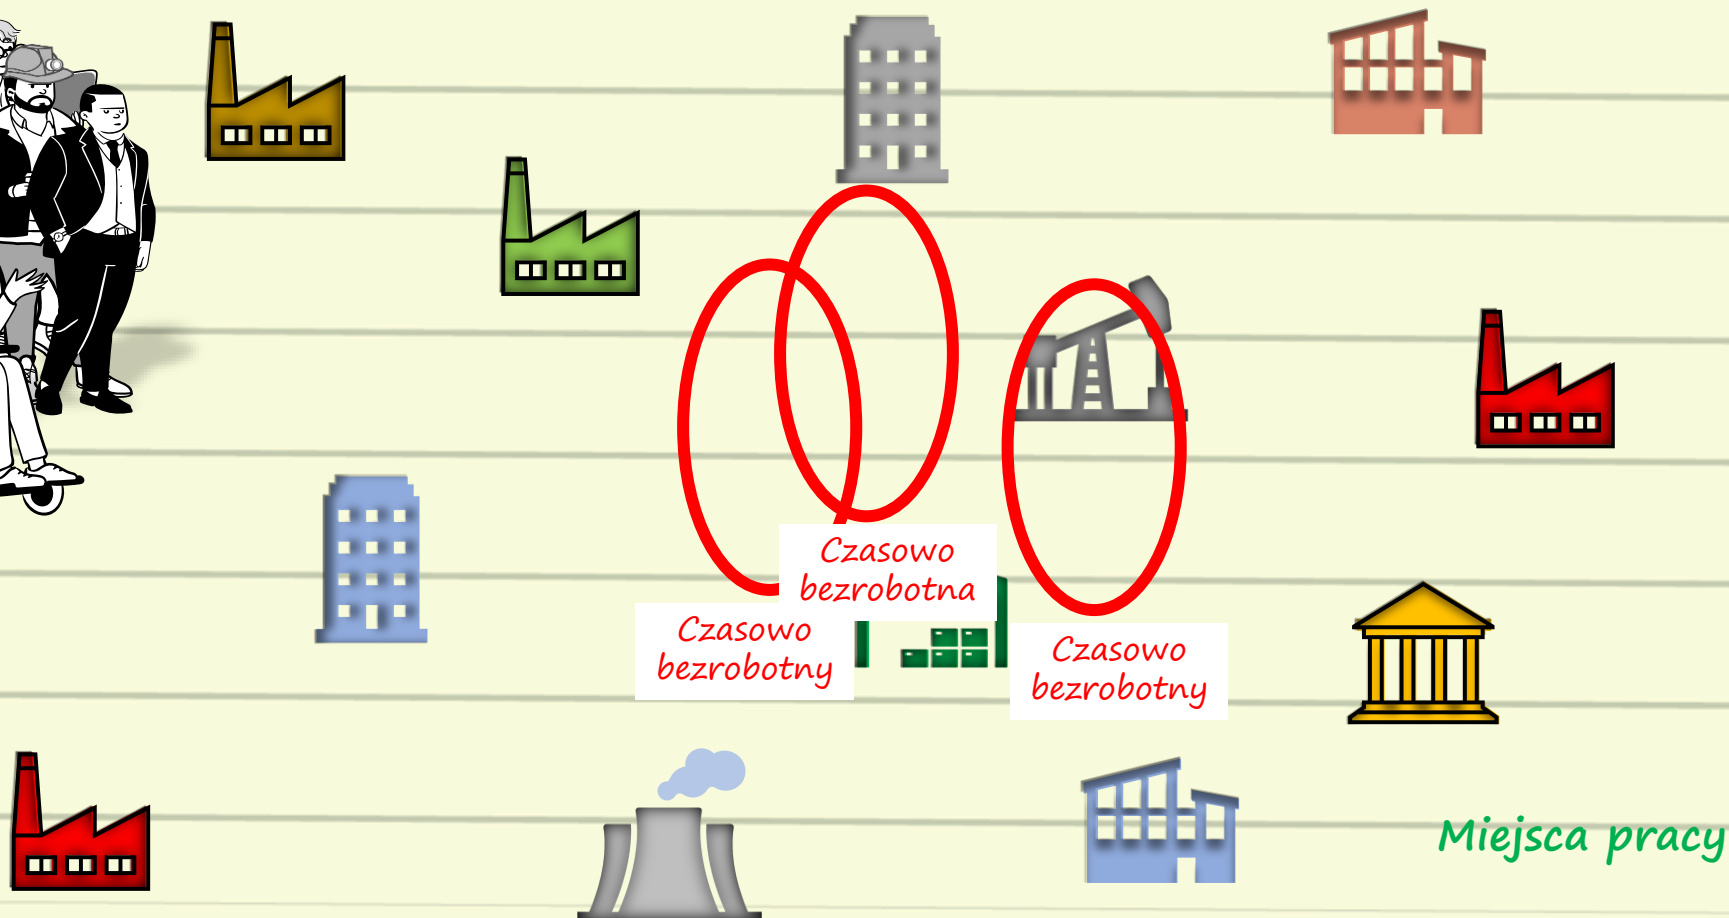 Czasowo
bezrobotna
Czasowo
bezrobotny
Czasowo
bezrobotny
Miejsca pracy